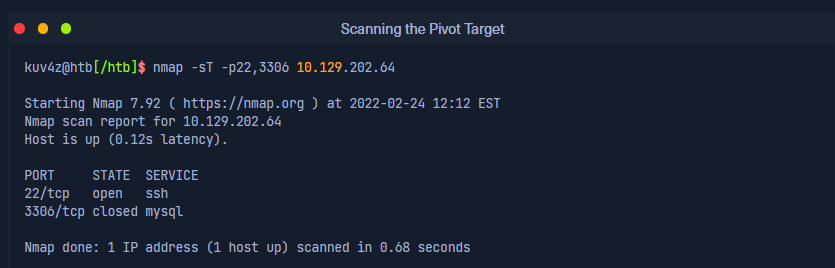 Scanning the Pivot Target
kuv4z@htb[/htb]$ nmap -sT -p22,3306 10.129.202.64
Starting Nmap 7.92 ( https://nmap.org ) at 2022-02-24 12:12 EST
Nmap scan report for 10.129.202.64
Host is up (0.12s latency).
PORT     STATE  SERVICE
22/tcp   open   ssh
3306/tcp closed mysql
Nmap done: 1 IP address (1 host up) scanned in 0.68 seconds